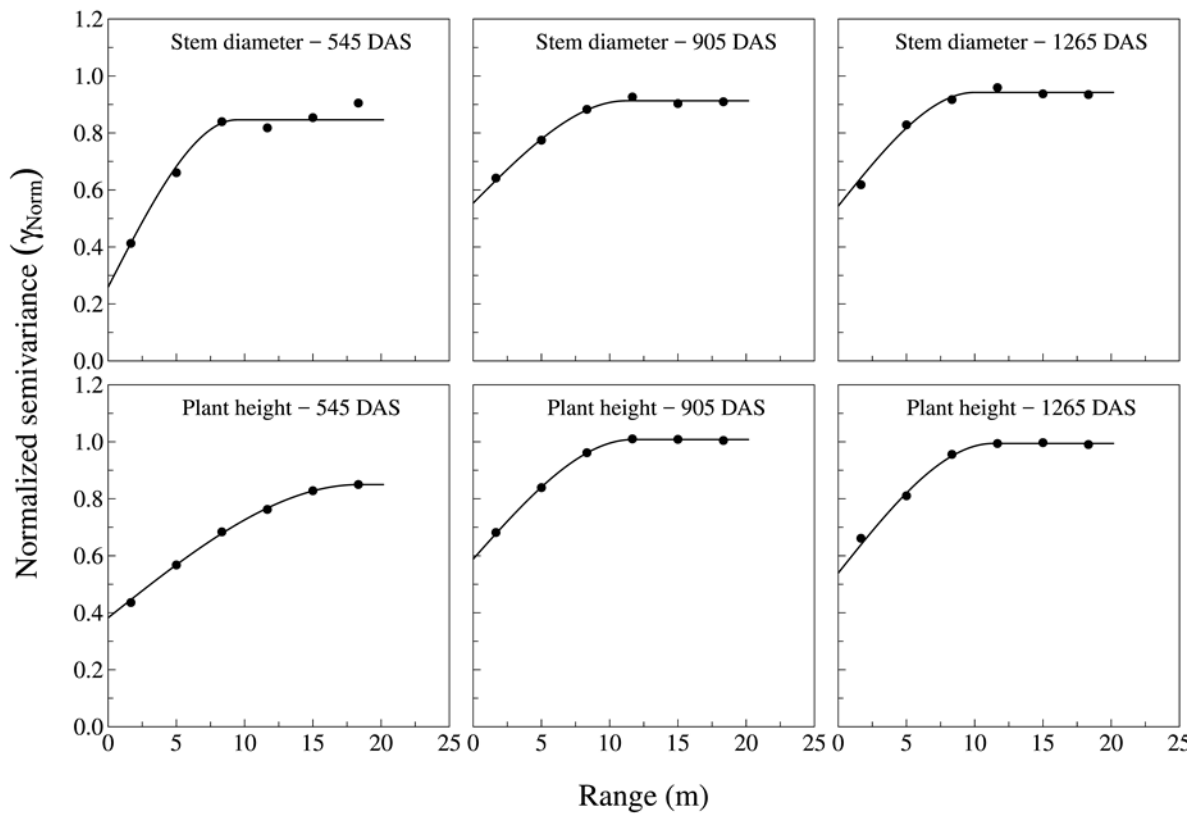 Normalized semivariance (γNorm)
1.2
1.0
0.8
0.6
0.4
0.2
0.0
Stem diameter – 545 DAS
Stem diameter – 905 DAS
Stem diameter – 1265 DAS
1.2
1.0
0.8
0.6
0.4
0.2
0.0
Plant height – 545 DAS
Plant height – 905 DAS
Plant height – 1265 DAS
0 5 10 15 20 25
0 5 10 15 20 25
0 5 10 15 20 25
Range (m)